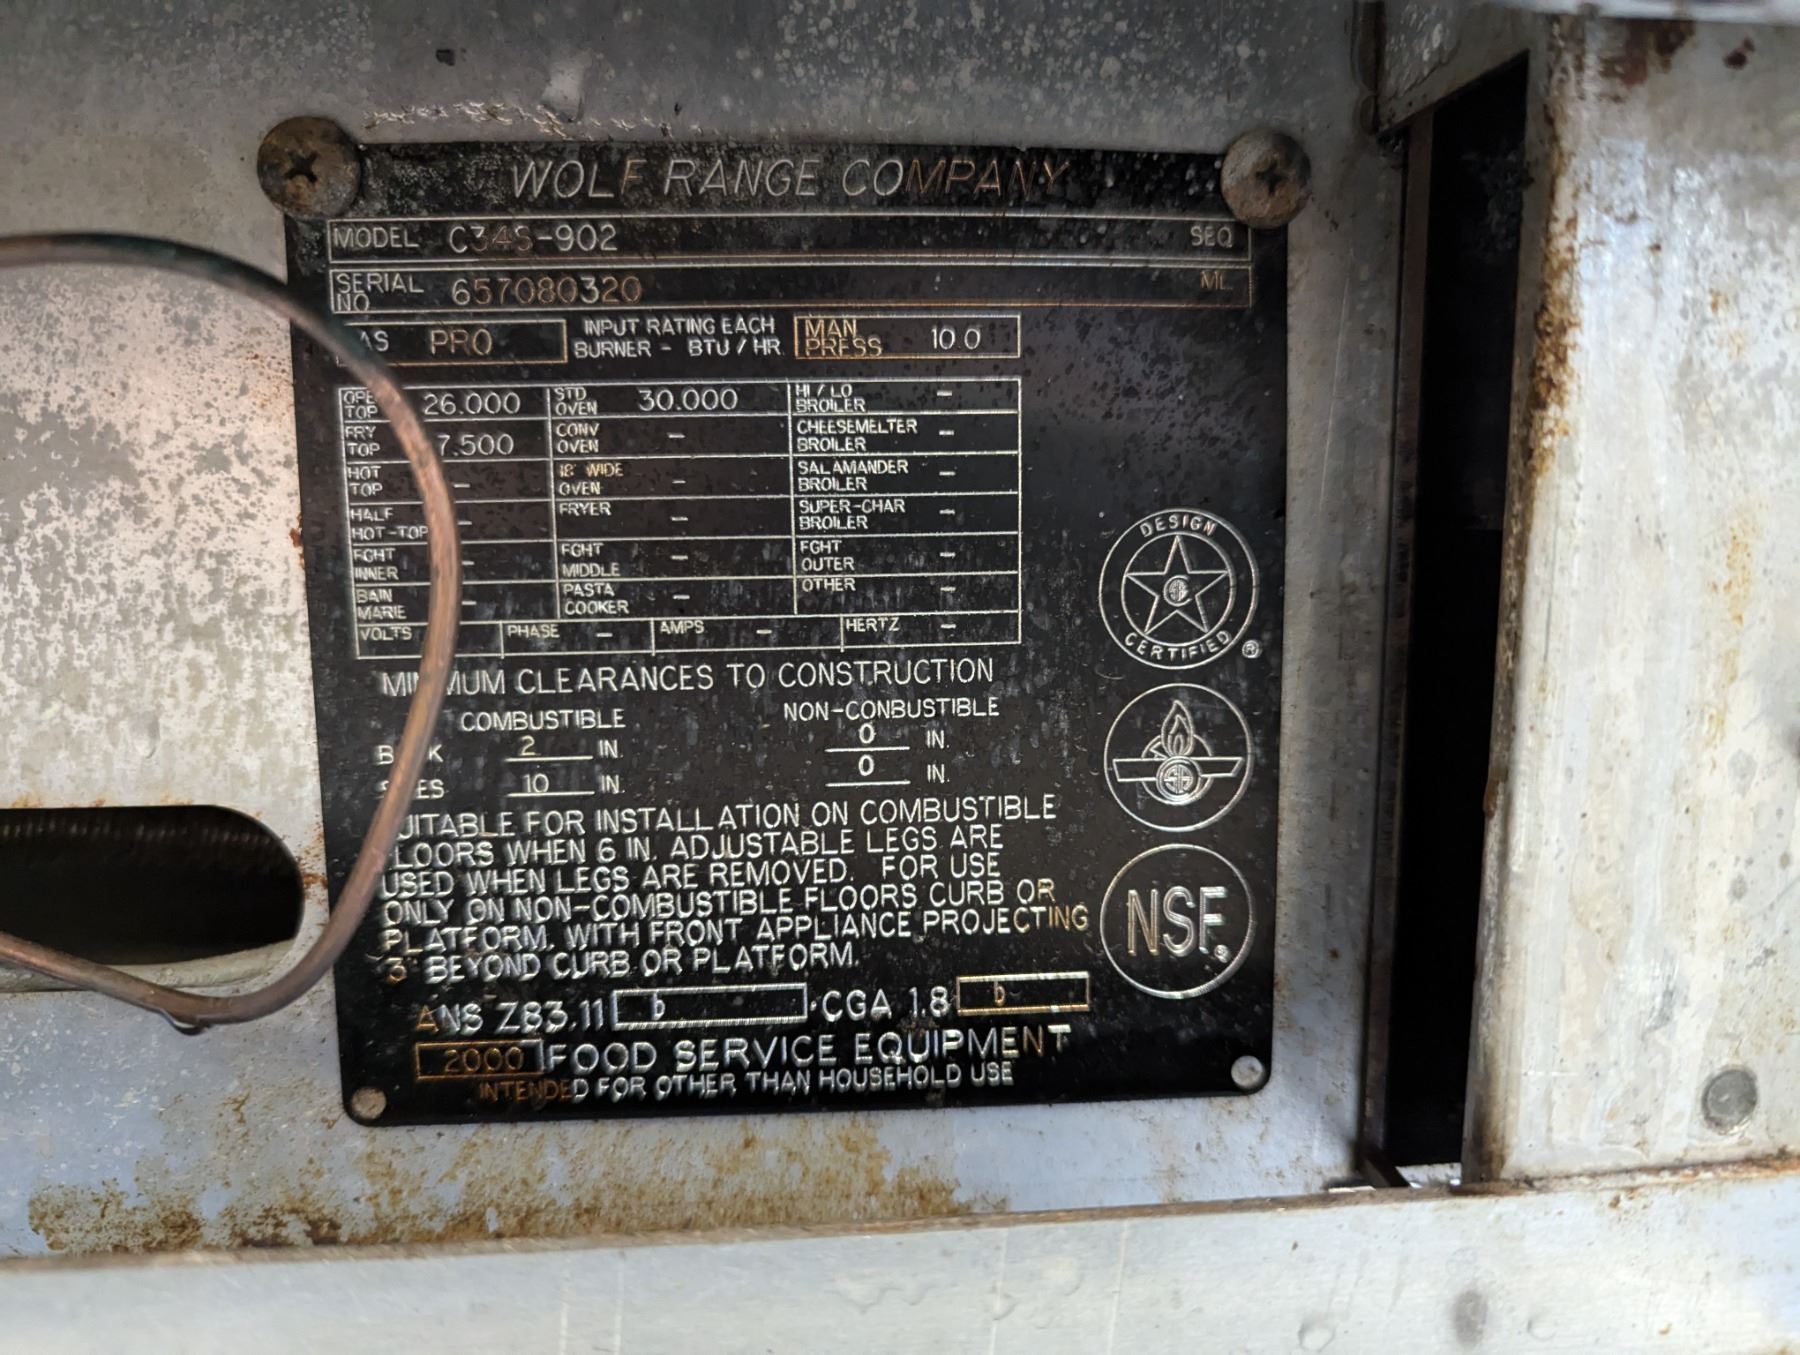 WOLF RANGE COMPANY
MODEL C34S-902 SEQ
SERIAL NO 657080320 ML
AS PRO INPUT RATING EACH BURNER - BTU / HR MAN PRESS 10.0
OPE TOP 26.000 STD OVEN 30.000 HI / LO BROILER -
FRY TOP 7.500 CONV OVEN - CHEESEMELTER BROILER -
HOT TOP - 18" WIDE OVEN - SALAMANDER BROILER -
HALF HOT-TOP - FRYER - SUPER-CHAR BROILER -
FGHT INNER - FGHT MIDDLE - FGHT OUTER -
BAIN MARIE - PASTA COOKER - OTHER -
VOLTS PHASE - AMPS - HERTZ -
MINIMUM CLEARANCES TO CONSTRUCTION
COMBUSTIBLE NON-CONBUSTIBLE
B K 2 IN. 0 IN.
S ES 10 IN. 0 IN.
UITABLE FOR INSTALLATION ON COMBUSTIBLE
LOORS WHEN 6 IN. ADJUSTABLE LEGS ARE
USED WHEN LEGS ARE REMOVED. FOR USE
ONLY ON NON-COMBUSTIBLE FLOORS CURB OR
PLATFORM. WITH FRONT APPLIANCE PROJECTING
3" BEYOND CURB OR PLATFORM.
ANS Z83.11 b · CGA 1.8 b
2000 FOOD SERVICE EQUIPMENT
INTENDED FOR OTHER THAN HOUSEHOLD USE
DESIGN
CERTIFIED ®
NSF®